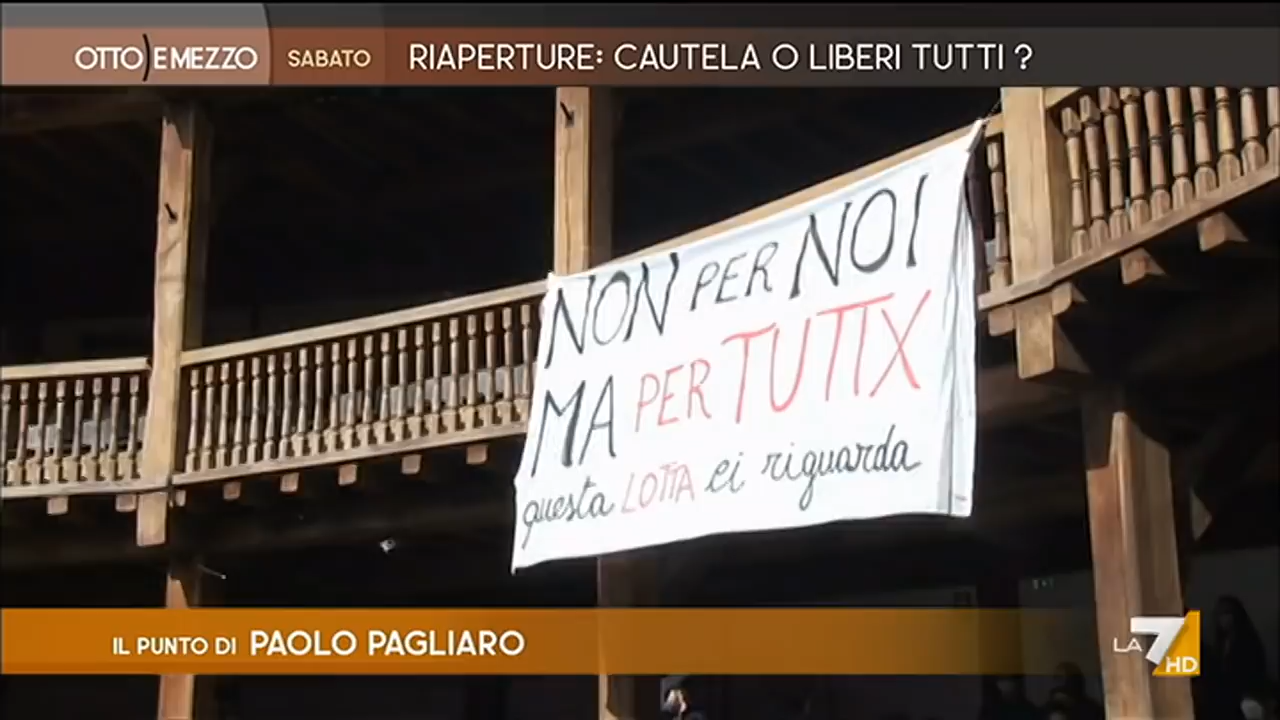 OTTO)EMEZZO SABATO RIAPERTURE: CAUTELA O LIBERI TUTTI ?
NON PER NOI
MA PER TUTTX
questa LOTTA ci riguarda
IL PUNTO DI PAOLO PAGLIARO
LA7
HD